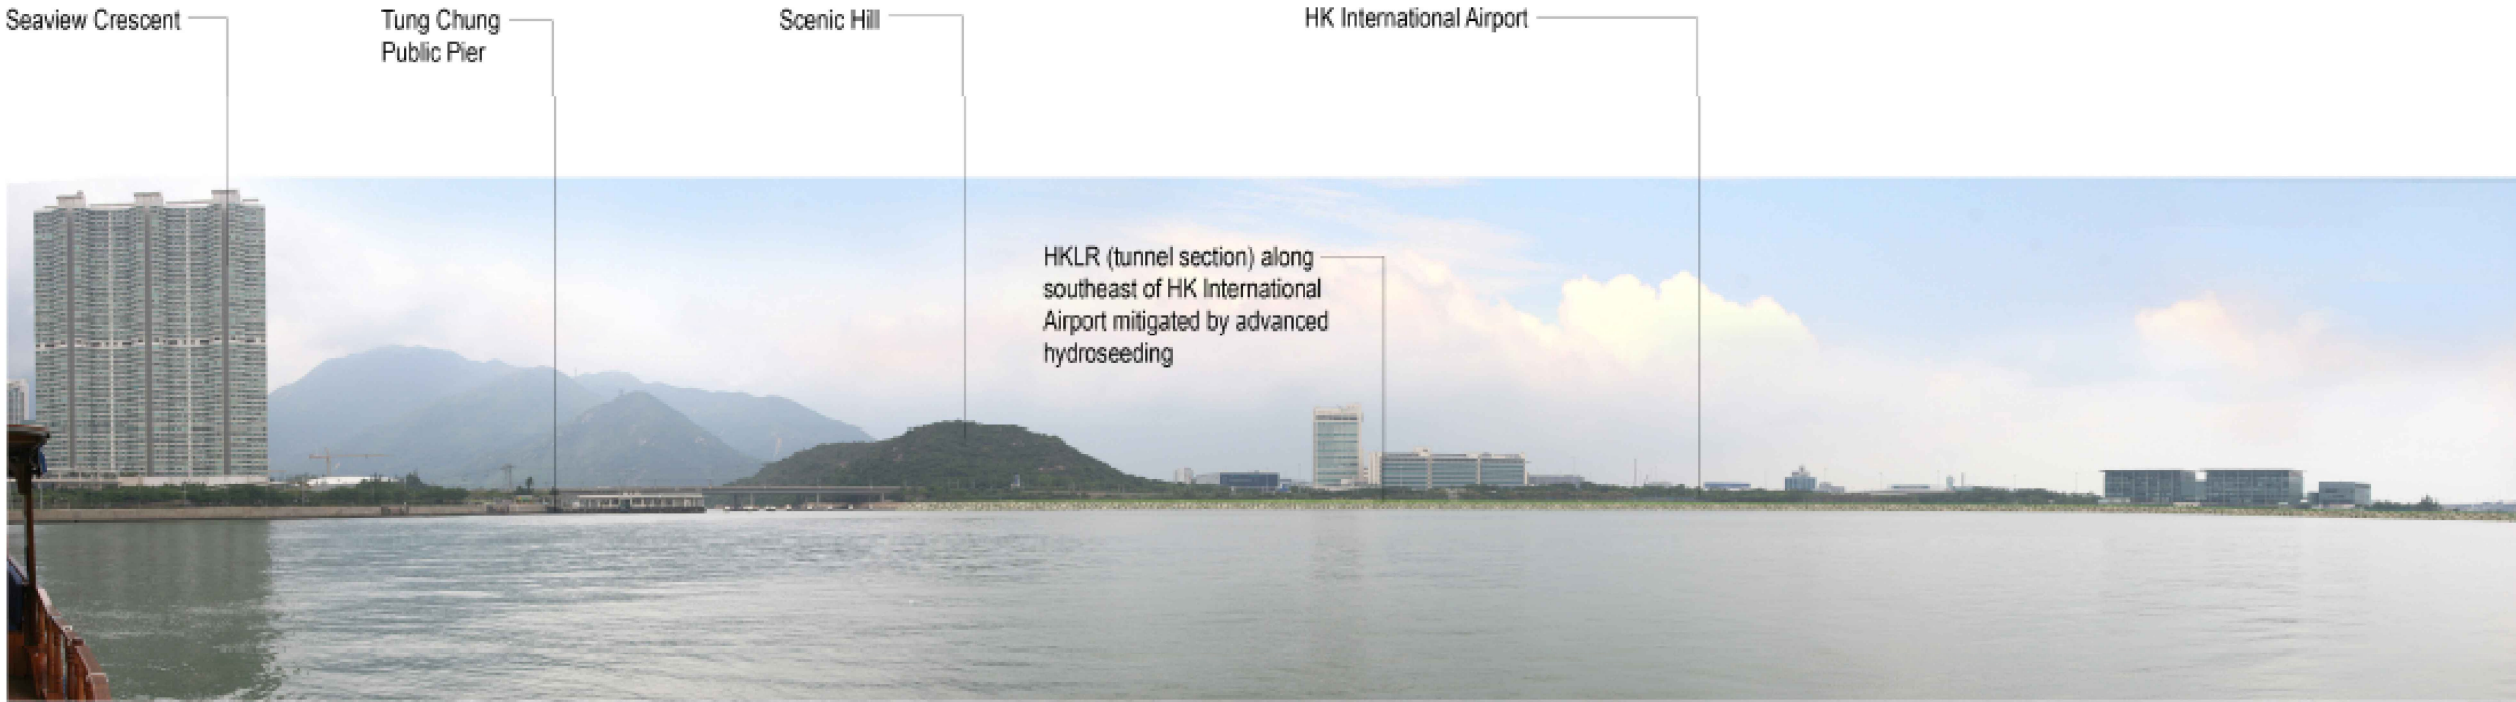 Seaview Crescent
Tung Chung
Public Pier
Scenic Hill
HK International Airport
HKLR (tunnel section) along
southeast of HK International
Airport mitigated by advanced
hydroseeding